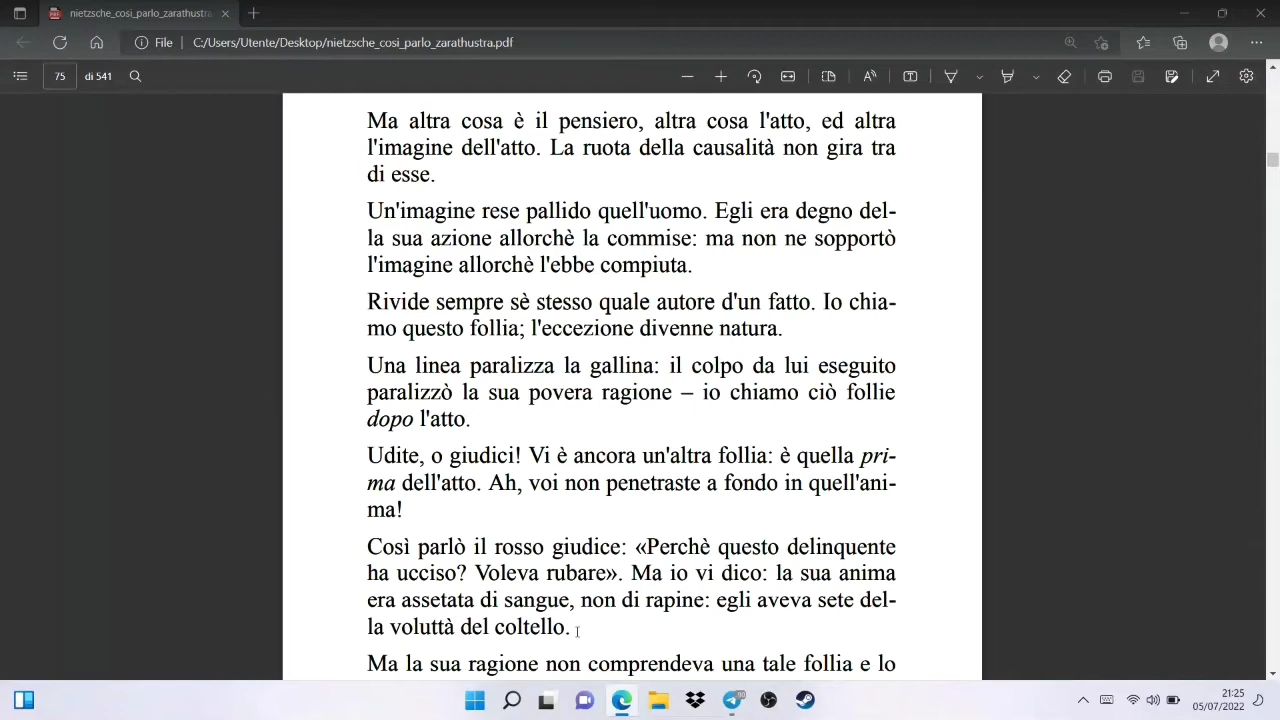 nietzsche_cosi_parlo_zarathustra
File
C:/Users/Utente/Desktop/nietzsche_cosi_parlo_zarathustra.pdf
75
di 541
Ma altra cosa è il pensiero, altra cosa l'atto, ed altra
l'imagine dell'atto. La ruota della causalità non gira tra
di esse.
Un'imagine rese pallido quell'uomo. Egli era degno del-
la sua azione allorchè la commise: ma non ne sopportò
l'imagine allorchè l'ebbe compiuta.
Rivide sempre sè stesso quale autore d'un fatto. Io chia-
mo questo follia; l'eccezione divenne natura.
Una linea paralizza la gallina: il colpo da lui eseguito
paralizzò la sua povera ragione – io chiamo ciò follie
dopo l'atto.
Udite, o giudici! Vi è ancora un'altra follia: è quella pri-
ma dell'atto. Ah, voi non penetraste a fondo in quell'ani-
ma!
Così parlò il rosso giudice: «Perchè questo delinquente
ha ucciso? Voleva rubare». Ma io vi dico: la sua anima
era assetata di sangue, non di rapine: egli aveva sete del-
la voluttà del coltello.
Ma la sua ragione non comprendeva una tale follia e lo
21:25
05/07/2022